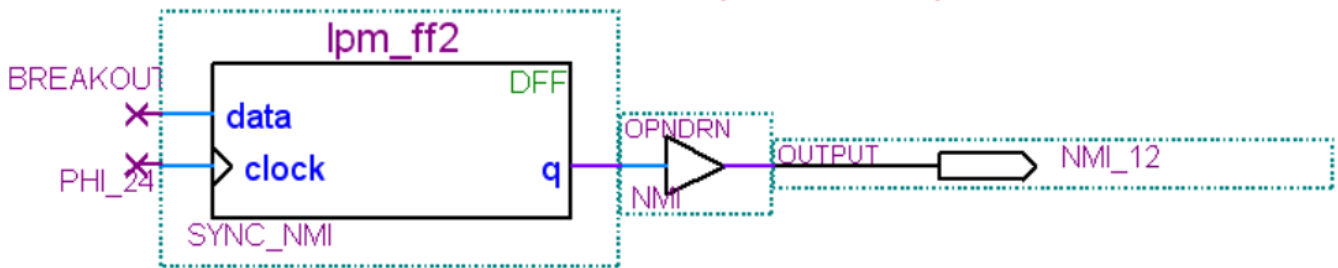 lpm_ff2
BREAKOUT
DFF
data
OPNDRN
OUTPUT
NMI_12
PHI_24
clock
q
NMI
SYNC_NMI